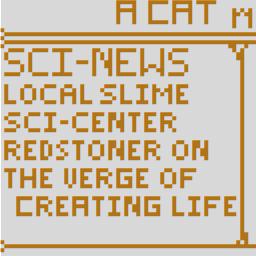 A CAT M
SCI-NEWS
LOCAL SLIME
SCI-CENTER
REDSTONER ON
THE VERGE OF
CREATING LIFE